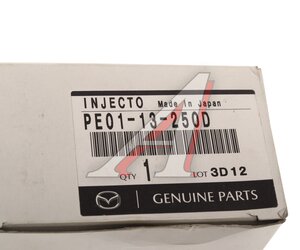 INJECTO Made In Japan
PE01-13-250D
QTY 1 LOT 3D12
GENUINE PARTS